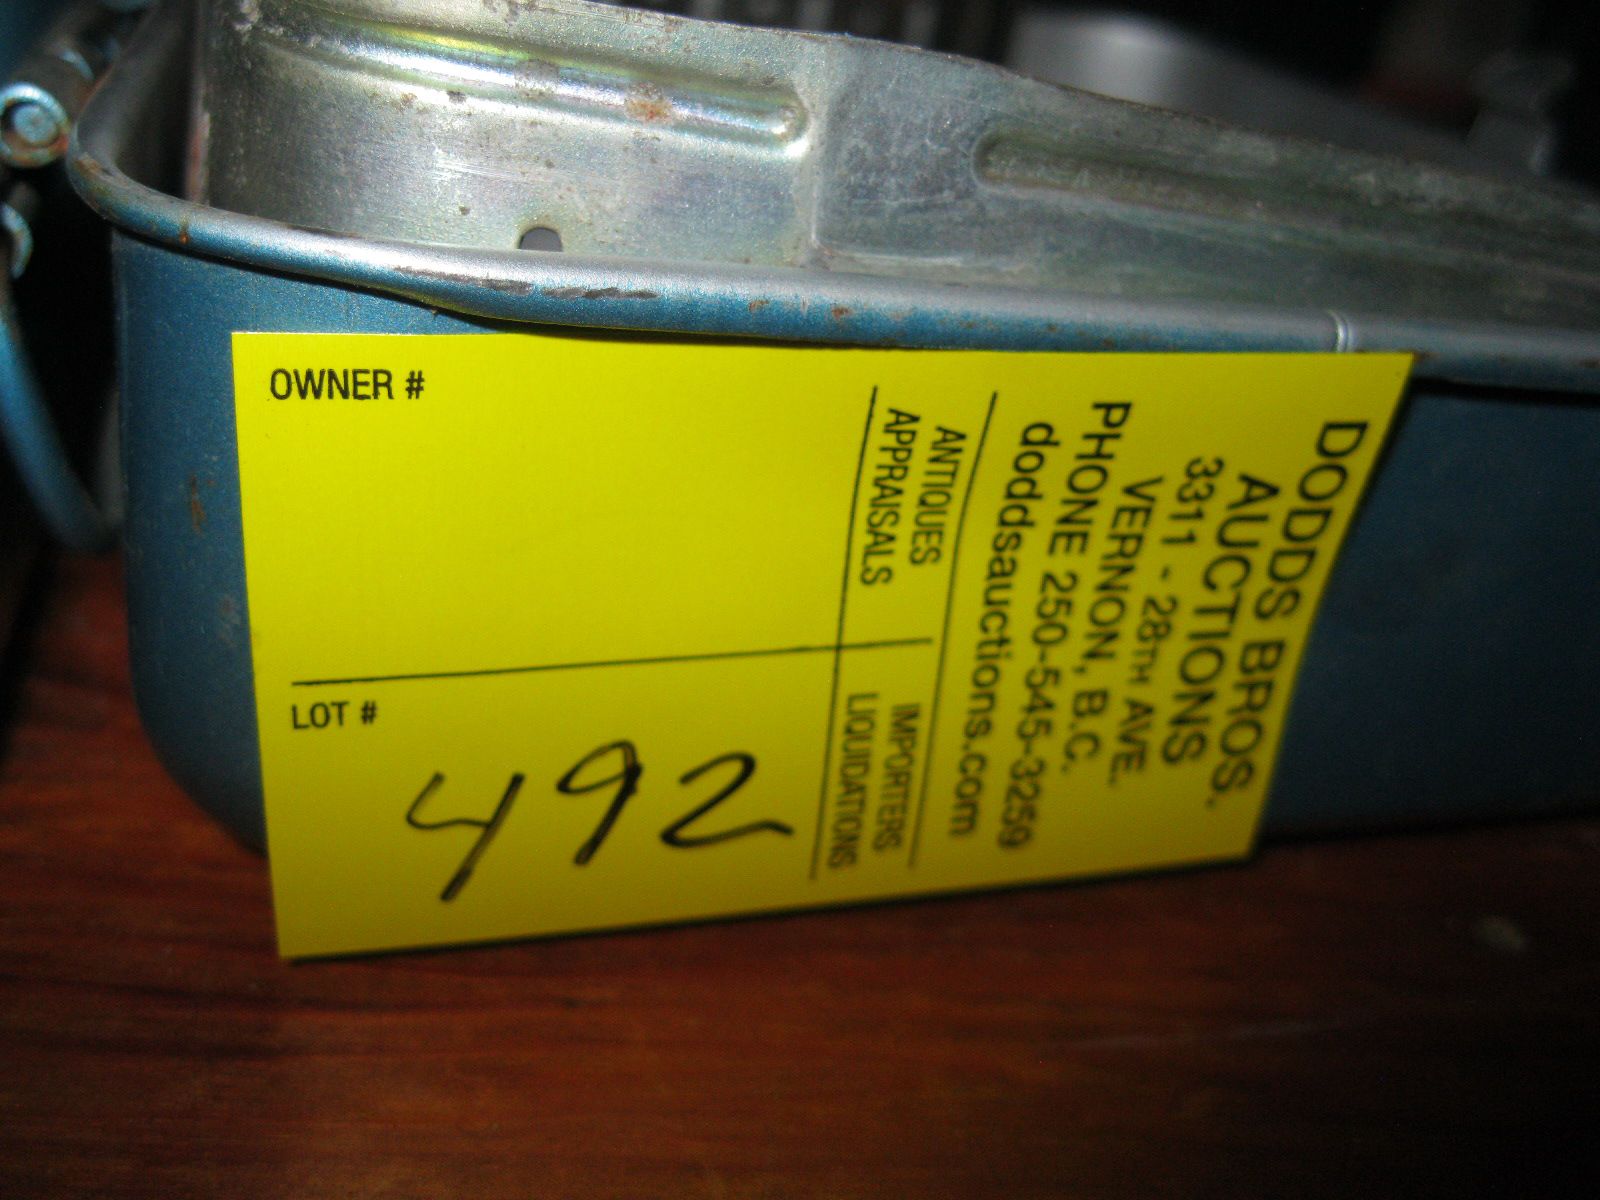 OWNER #
LOT #
492
DODDS BROS.
AUCTIONS
3311 - 28TH AVE.
VERNON, B.C.
PHONE 250-545-3259
doddsauctions.com
ANTIQUES
APPRAISALS
IMPORTERS
LIQUIDATIONS